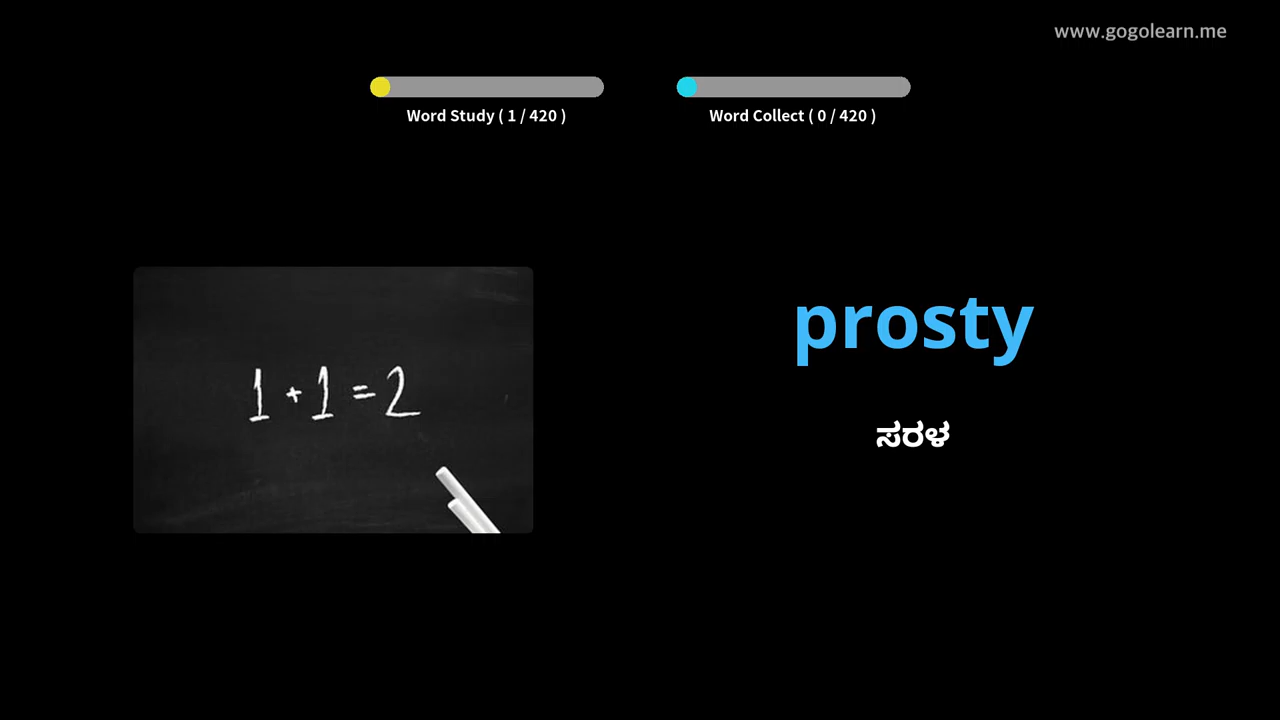 www.gogolearn.me
Word Study ( 1 / 420 )
Word Collect ( 0 / 420 )
1 + 1 = 2
prosty
ಸರಳ